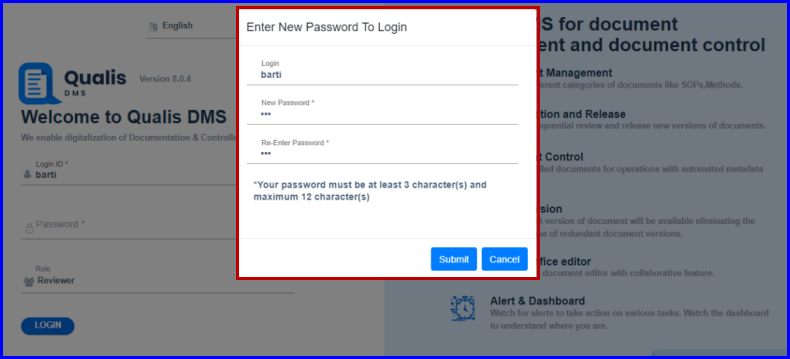 English
Qualis
DMS
Version 8.0.4
Welcome to Qualis DMS
We enable digitalization of Documentation & Controlle
Login ID *
barti
Password *
Role
Reviewer
LOGIN
Enter New Password To Login
Login
barti
New Password *
•••
Re-Enter Password *
•••
*Your password must be at least 3 character(s) and
maximum 12 character(s)
Submit
Cancel
S for document
ent and document control
t Management
erent categories of documents like SOPs,Methods.
tion and Release
equential review and release new versions of documents.
t Control
lled documents for operations with automated metadata
sion
t version of document will be available eliminating the
e of redundant document versions.
fice editor
document editor with collaborative feature.
Alert & Dashboard
Watch for alerts to take action on various tasks. Watch the dashboard
to understand where you are.